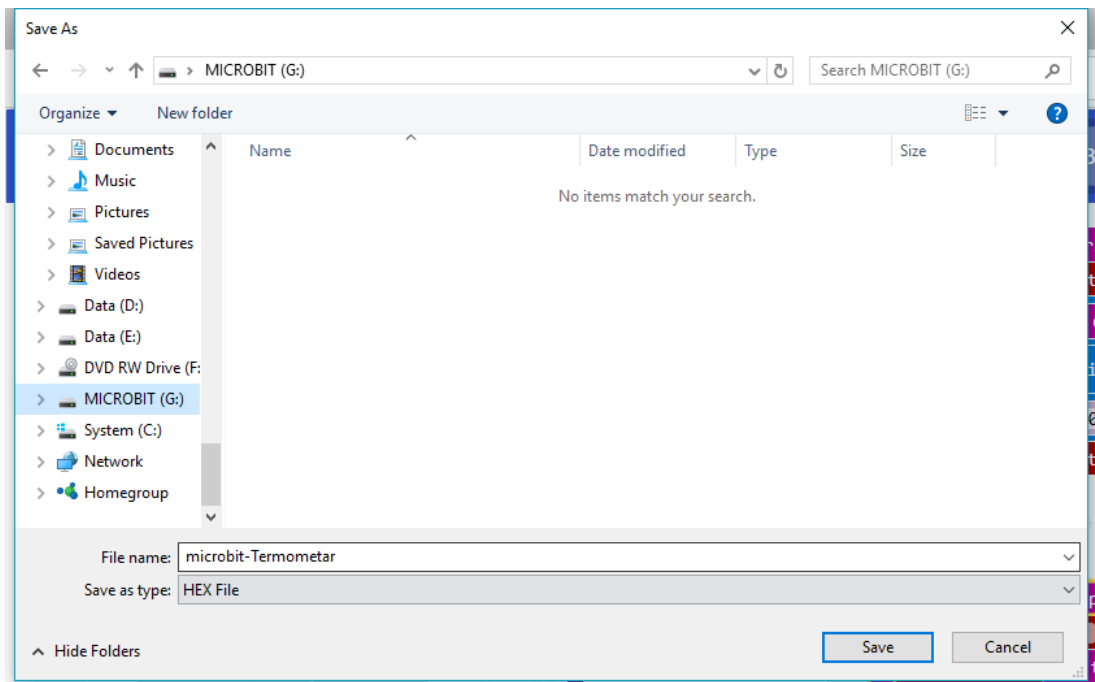 Save As
MICROBIT (G:)
Search MICROBIT (G:)
Organize
New folder
Name Date modified Type Size
No items match your search.
Documents
Music
Pictures
Saved Pictures
Videos
Data (D:)
Data (E:)
DVD RW Drive (F:
MICROBIT (G:)
System (C:)
Network
Homegroup
File name: microbit-Termometar
Save as type: HEX File
Hide Folders
Save
Cancel